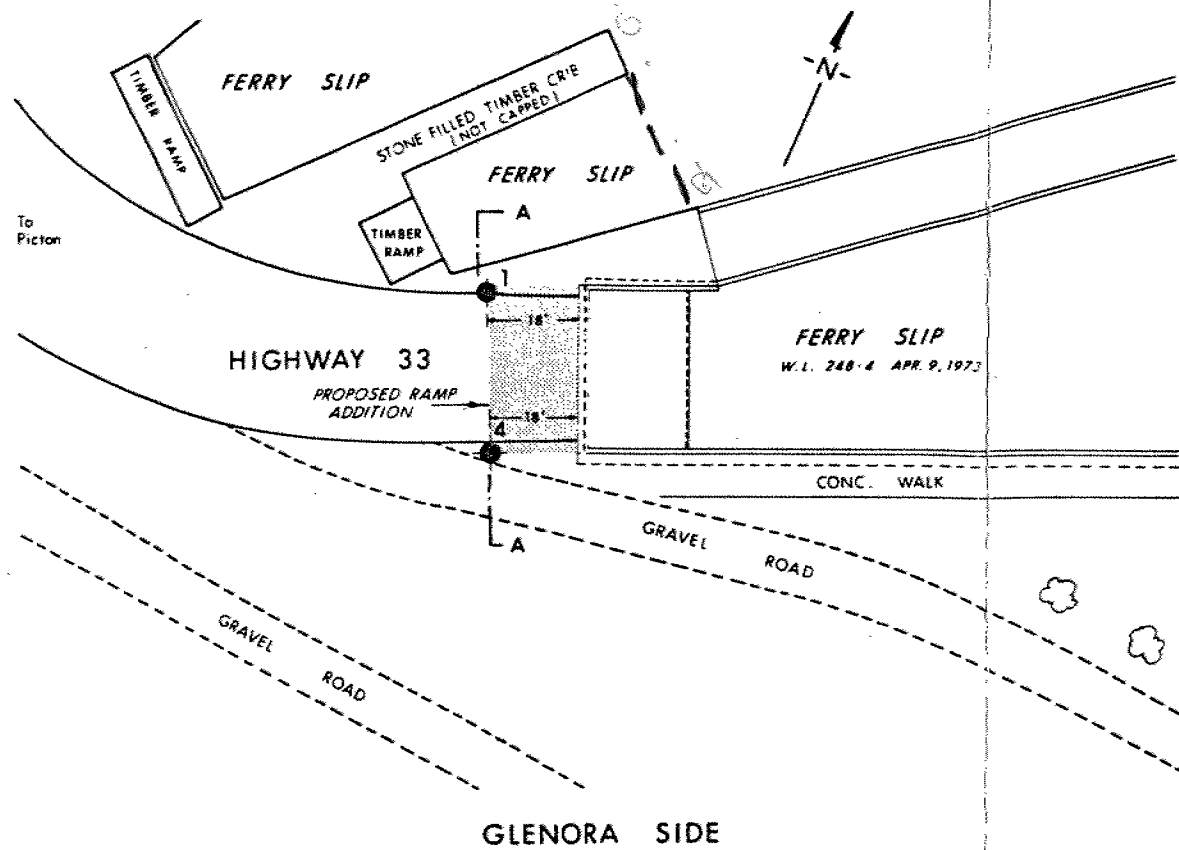 FERRY SLIP
TIMBER RAMP
STONE FILLED TIMBER CR'B
(NOT CAPPED)
-N-
FERRY SLIP
A
To
Picton
TIMBER
RAMP
1
18'
HIGHWAY 33
FERRY SLIP
W.L. 248.4 APR. 9, 1973
PROPOSED RAMP
ADDITION
18'
4
CONC. WALK
A
GRAVEL ROAD
GRAVEL ROAD
GLENORA SIDE